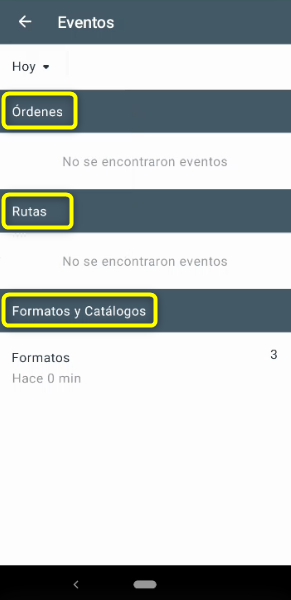 Eventos
Hoy
Órdenes
No se encontraron eventos
Rutas
No se encontraron eventos
Formatos y Catálogos
Formatos 3
Hace 0 min